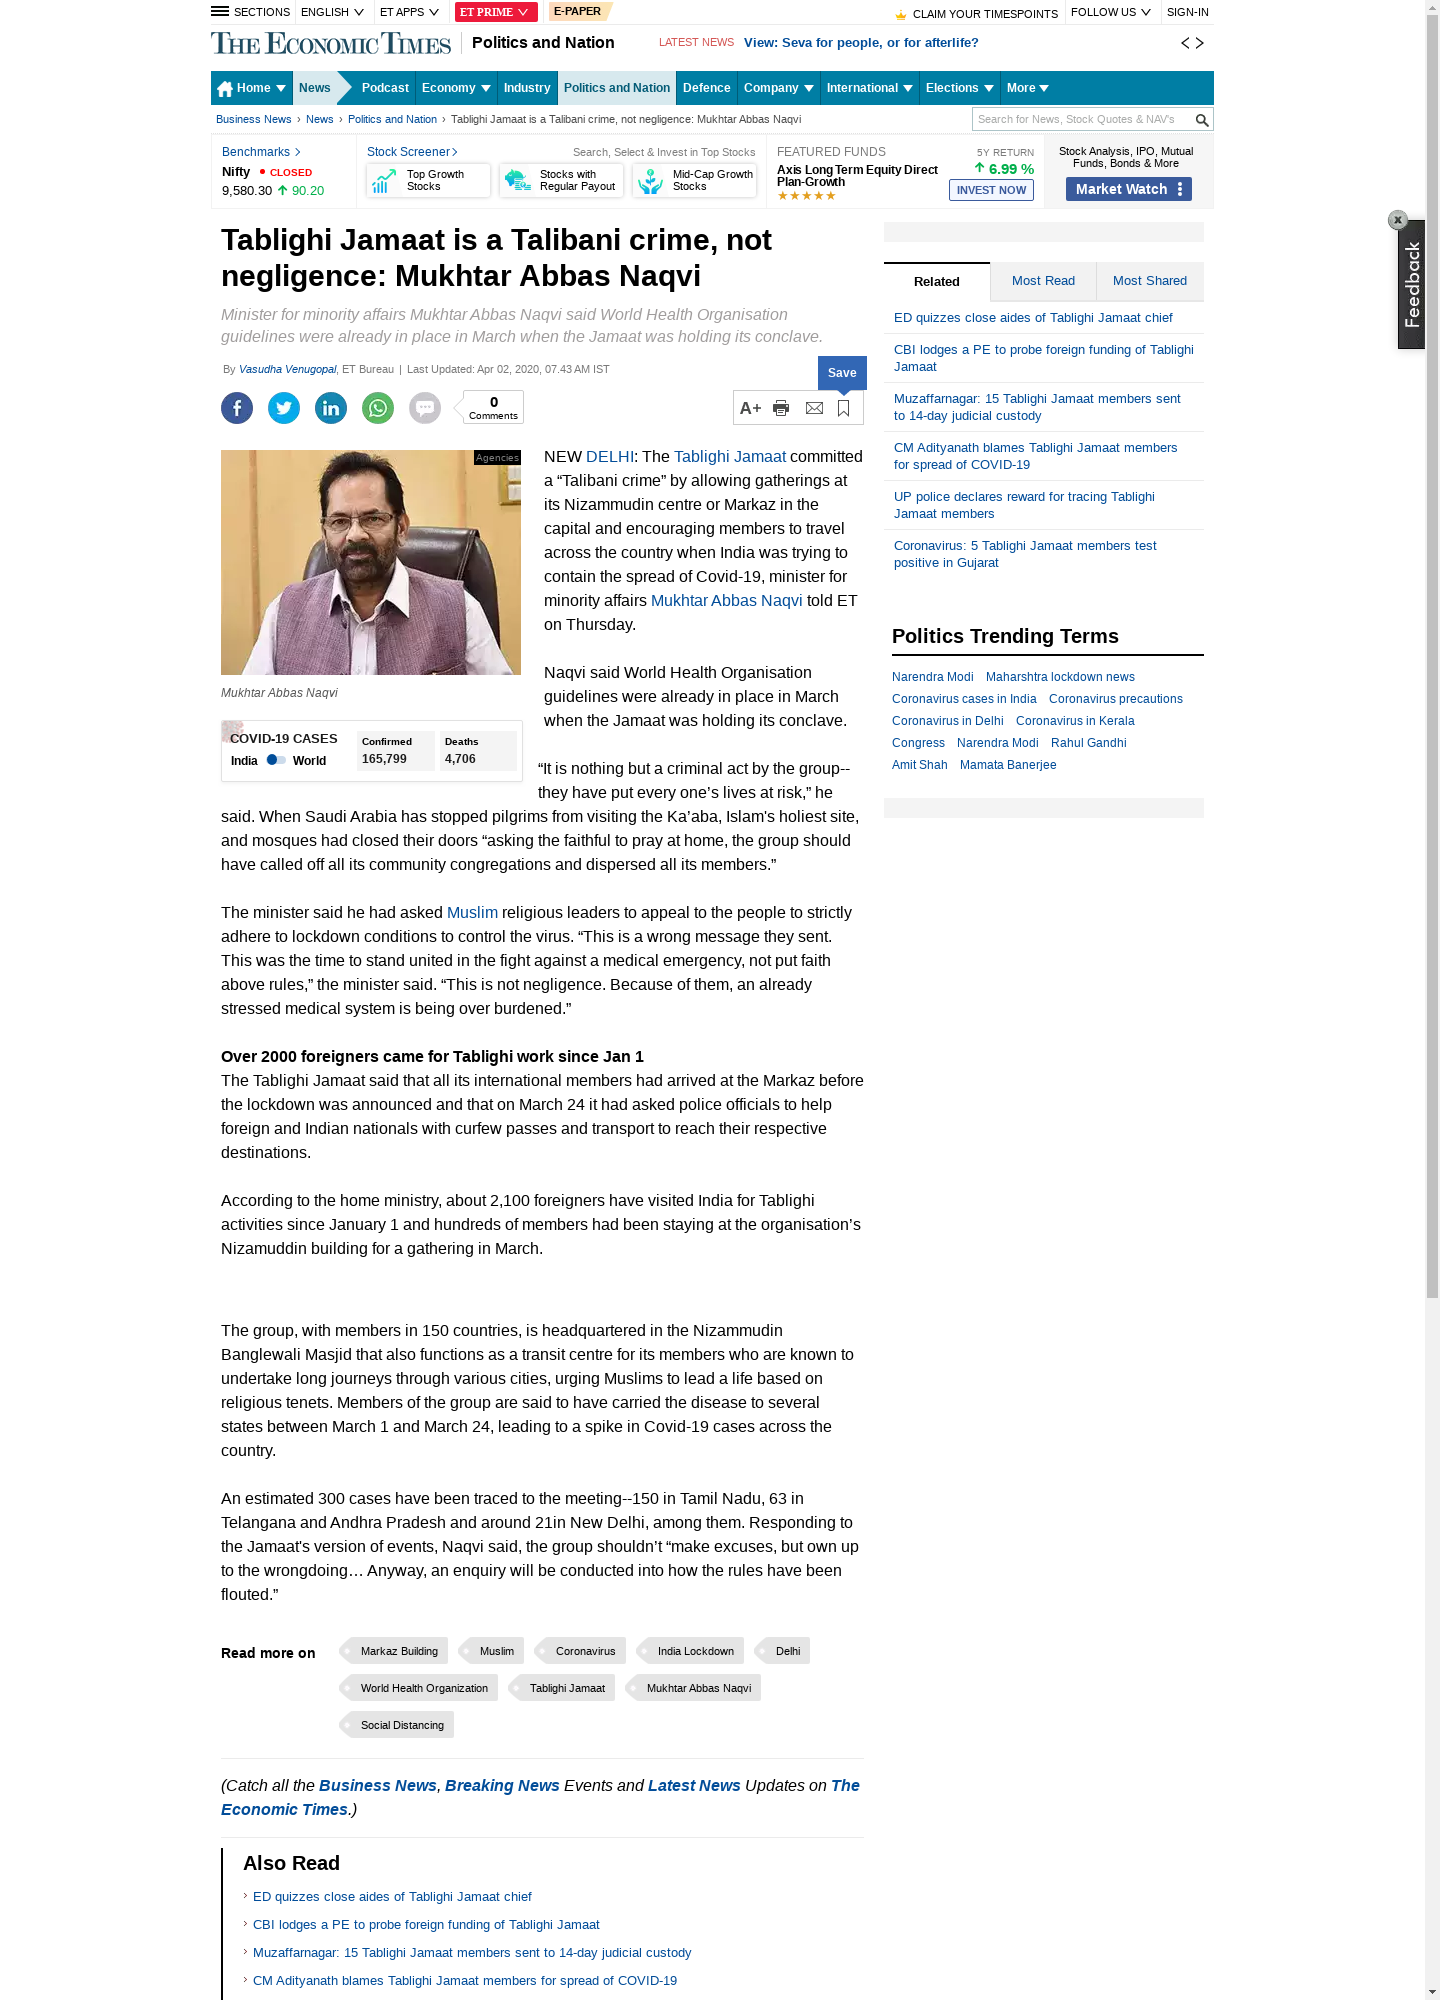 SECTIONS ENGLISH ET APPS ET PRIME E-PAPER CLAIM YOUR TIMESPOINTS FOLLOW US SIGN-IN
THE ECONOMIC TIMES Politics and Nation LATEST NEWS View: Seva for people, or for afterlife?
Home News Podcast Economy Industry Politics and Nation Defence Company International Elections More
Business News › News › Politics and Nation › Tablighi Jamaat is a Talibani crime, not negligence: Mukhtar Abbas Naqvi
Search for News, Stock Quotes & NAV's
Benchmarks
Nifty CLOSED
9,580.30 90.20
Stock Screener Search, Select & Invest in Top Stocks
Top Growth
Stocks
Stocks with
Regular Payout
Mid-Cap Growth
Stocks
FEATURED FUNDS
Axis Long Term Equity Direct
Plan-Growth
★★★★★
5Y RETURN
6.99 %
INVEST NOW
Stock Analysis, IPO, Mutual
Funds, Bonds & More
Market Watch
Feedback
Tablighi Jamaat is a Talibani crime, not
negligence: Mukhtar Abbas Naqvi
Minister for minority affairs Mukhtar Abbas Naqvi said World Health Organisation
guidelines were already in place in March when the Jamaat was holding its conclave.
By Vasudha Venugopal, ET Bureau | Last Updated: Apr 02, 2020, 07.43 AM IST
Save
0
Comments
A+
Agencies
Mukhtar Abbas Naqvi
COVID-19 CASES
India World
Confirmed
165,799
Deaths
4,706
NEW DELHI: The Tablighi Jamaat committed
a “Talibani crime” by allowing gatherings at
its Nizammudin centre or Markaz in the
capital and encouraging members to travel
across the country when India was trying to
contain the spread of Covid-19, minister for
minority affairs Mukhtar Abbas Naqvi told ET
on Thursday.
Naqvi said World Health Organisation
guidelines were already in place in March
when the Jamaat was holding its conclave.
“It is nothing but a criminal act by the group--
they have put every one’s lives at risk,” he
said. When Saudi Arabia has stopped pilgrims from visiting the Ka’aba, Islam's holiest site,
and mosques had closed their doors “asking the faithful to pray at home, the group should
have called off all its community congregations and dispersed all its members.”
The minister said he had asked Muslim religious leaders to appeal to the people to strictly
adhere to lockdown conditions to control the virus. “This is a wrong message they sent.
This was the time to stand united in the fight against a medical emergency, not put faith
above rules,” the minister said. “This is not negligence. Because of them, an already
stressed medical system is being over burdened.”
Over 2000 foreigners came for Tablighi work since Jan 1
The Tablighi Jamaat said that all its international members had arrived at the Markaz before
the lockdown was announced and that on March 24 it had asked police officials to help
foreign and Indian nationals with curfew passes and transport to reach their respective
destinations.
According to the home ministry, about 2,100 foreigners have visited India for Tablighi
activities since January 1 and hundreds of members had been staying at the organisation’s
Nizamuddin building for a gathering in March.
The group, with members in 150 countries, is headquartered in the Nizammudin
Banglewali Masjid that also functions as a transit centre for its members who are known to
undertake long journeys through various cities, urging Muslims to lead a life based on
religious tenets. Members of the group are said to have carried the disease to several
states between March 1 and March 24, leading to a spike in Covid-19 cases across the
country.
An estimated 300 cases have been traced to the meeting--150 in Tamil Nadu, 63 in
Telangana and Andhra Pradesh and around 21in New Delhi, among them. Responding to
the Jamaat's version of events, Naqvi said, the group shouldn’t “make excuses, but own up
to the wrongdoing… Anyway, an enquiry will be conducted into how the rules have been
flouted.”
Read more on Markaz Building Muslim Coronavirus India Lockdown Delhi
World Health Organization Tablighi Jamaat Mukhtar Abbas Naqvi
Social Distancing
(Catch all the Business News, Breaking News Events and Latest News Updates on The
Economic Times.)
Also Read
› ED quizzes close aides of Tablighi Jamaat chief
› CBI lodges a PE to probe foreign funding of Tablighi Jamaat
› Muzaffarnagar: 15 Tablighi Jamaat members sent to 14-day judicial custody
› CM Adityanath blames Tablighi Jamaat members for spread of COVID-19
Related Most Read Most Shared
ED quizzes close aides of Tablighi Jamaat chief
CBI lodges a PE to probe foreign funding of Tablighi
Jamaat
Muzaffarnagar: 15 Tablighi Jamaat members sent
to 14-day judicial custody
CM Adityanath blames Tablighi Jamaat members
for spread of COVID-19
UP police declares reward for tracing Tablighi
Jamaat members
Coronavirus: 5 Tablighi Jamaat members test
positive in Gujarat
Politics Trending Terms
Narendra Modi Maharshtra lockdown news
Coronavirus cases in India Coronavirus precautions
Coronavirus in Delhi Coronavirus in Kerala
Congress Narendra Modi Rahul Gandhi
Amit Shah Mamata Banerjee